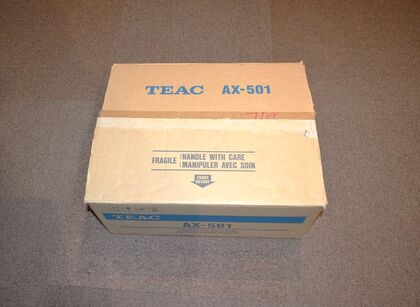 TEAC AX-501
FRAGILE :HANDLE WITH CARE
:MANIPULER AVEC SOIN
FRONT
DEVANT
TEAC
AX-501